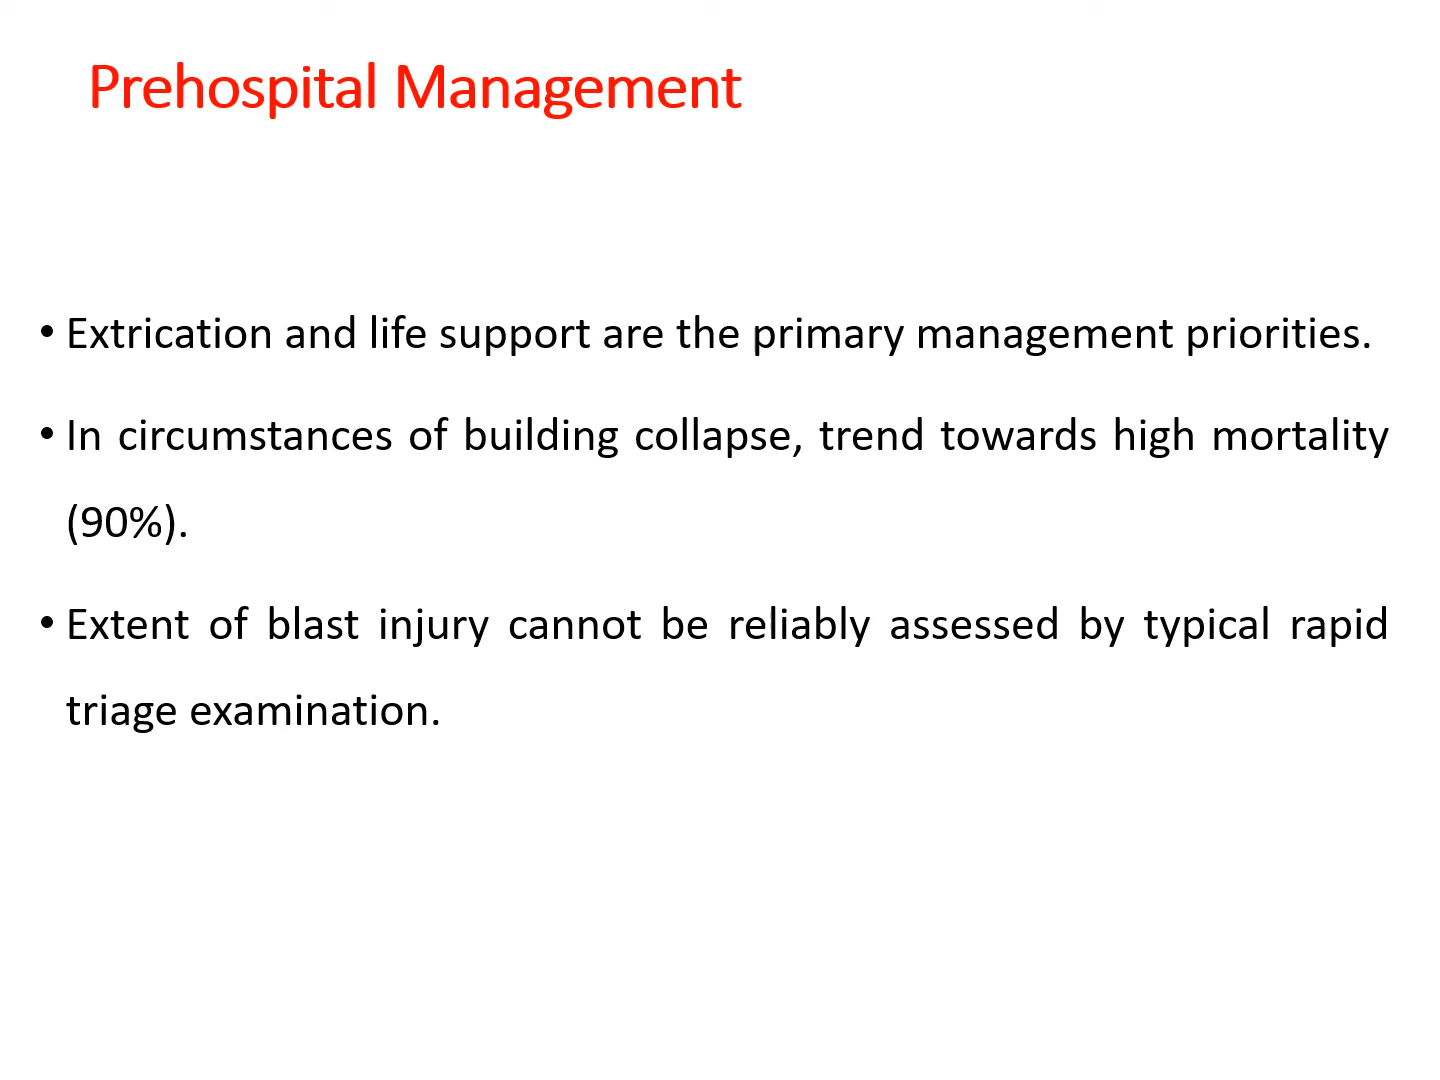 Prehospital Management
• Extrication and life support are the primary management priorities.
• In circumstances of building collapse, trend towards high mortality
(90%).
• Extent of blast injury cannot be reliably assessed by typical rapid
triage examination.